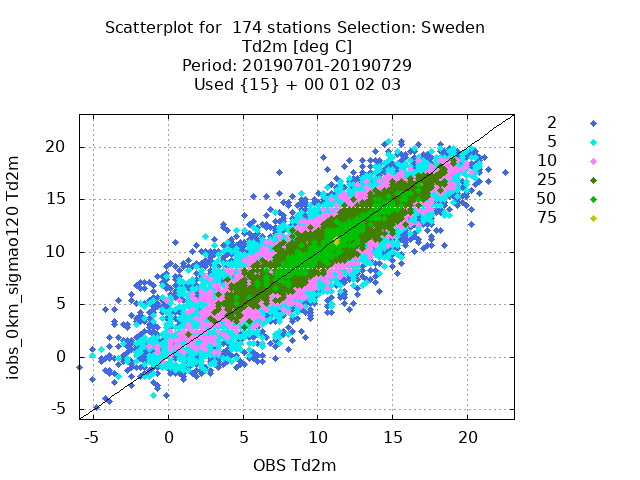 Scatterplot for  174 stations Selection: Sweden
Td2m [deg C]
Period: 20190701-20190729
Used {15} + 00 01 02 03
2
5
10
25
50
75
20
15
10
5
0
-5
iobs_0km_sigmao120 Td2m
-5 0 5 10 15 20
OBS Td2m